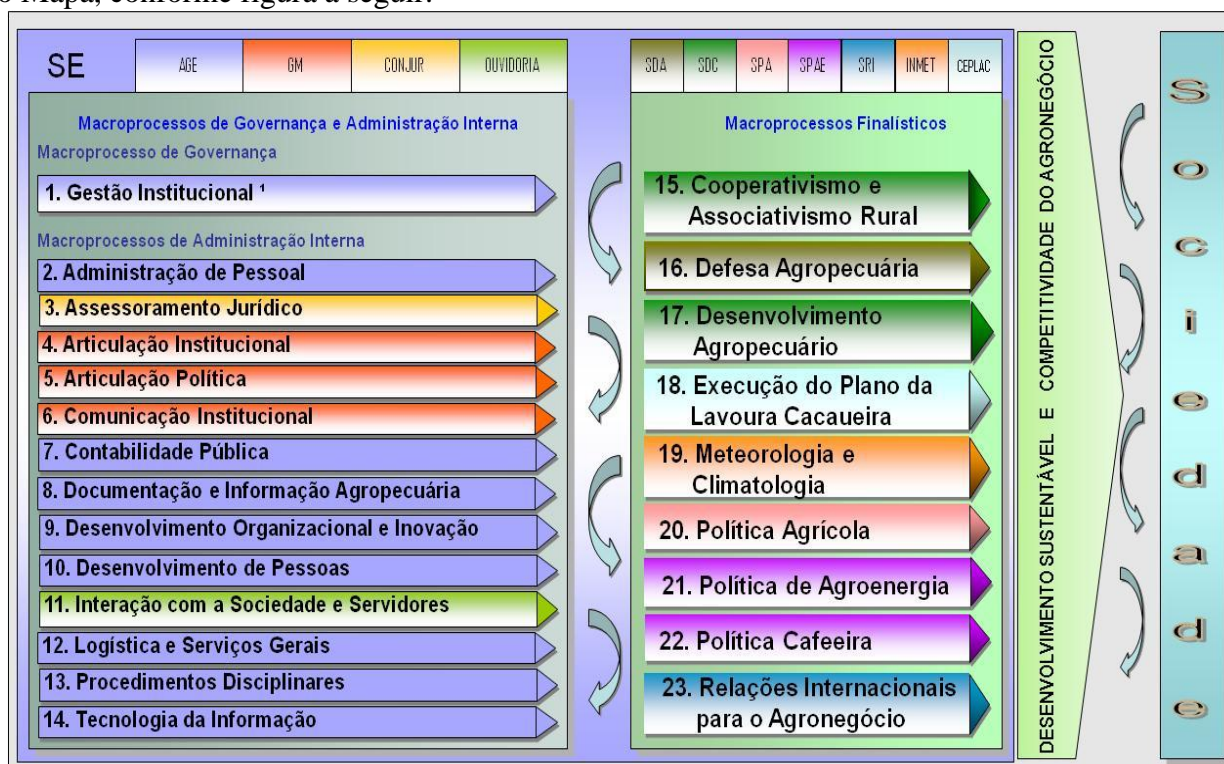 o Mapa, conforme figura a seguir:
SE
AGE
GM
CONJUR
OUVIDORIA
SDA
SDC
SPA
SPAE
SRI
INMET
CEPLAC
Macroprocessos de Governança e Administração Interna
Macroprocesso de Governança
1. Gestão Institucional ¹
Macroprocessos de Administração Interna
2. Administração de Pessoal
3. Assessoramento Jurídico
4. Articulação Institucional
5. Articulação Política
6. Comunicação Institucional
7. Contabilidade Pública
8. Documentação e Informação Agropecuária
9. Desenvolvimento Organizacional e Inovação
10. Desenvolvimento de Pessoas
11. Interação com a Sociedade e Servidores
12. Logística e Serviços Gerais
13. Procedimentos Disciplinares
14. Tecnologia da Informação
Macroprocessos Finalísticos
15. Cooperativismo e
Associativismo Rural
16. Defesa Agropecuária
17. Desenvolvimento
Agropecuário
18. Execução do Plano da
Lavoura Cacaueira
19. Meteorologia e
Climatologia
20. Política Agrícola
21. Política de Agroenergia
22. Política Cafeeira
23. Relações Internacionais
para o Agronegócio
DESENVOLVIMENTO SUSTENTÁVEL E COMPETITIVIDADE DO AGRONEGÓCIO
Sociedade